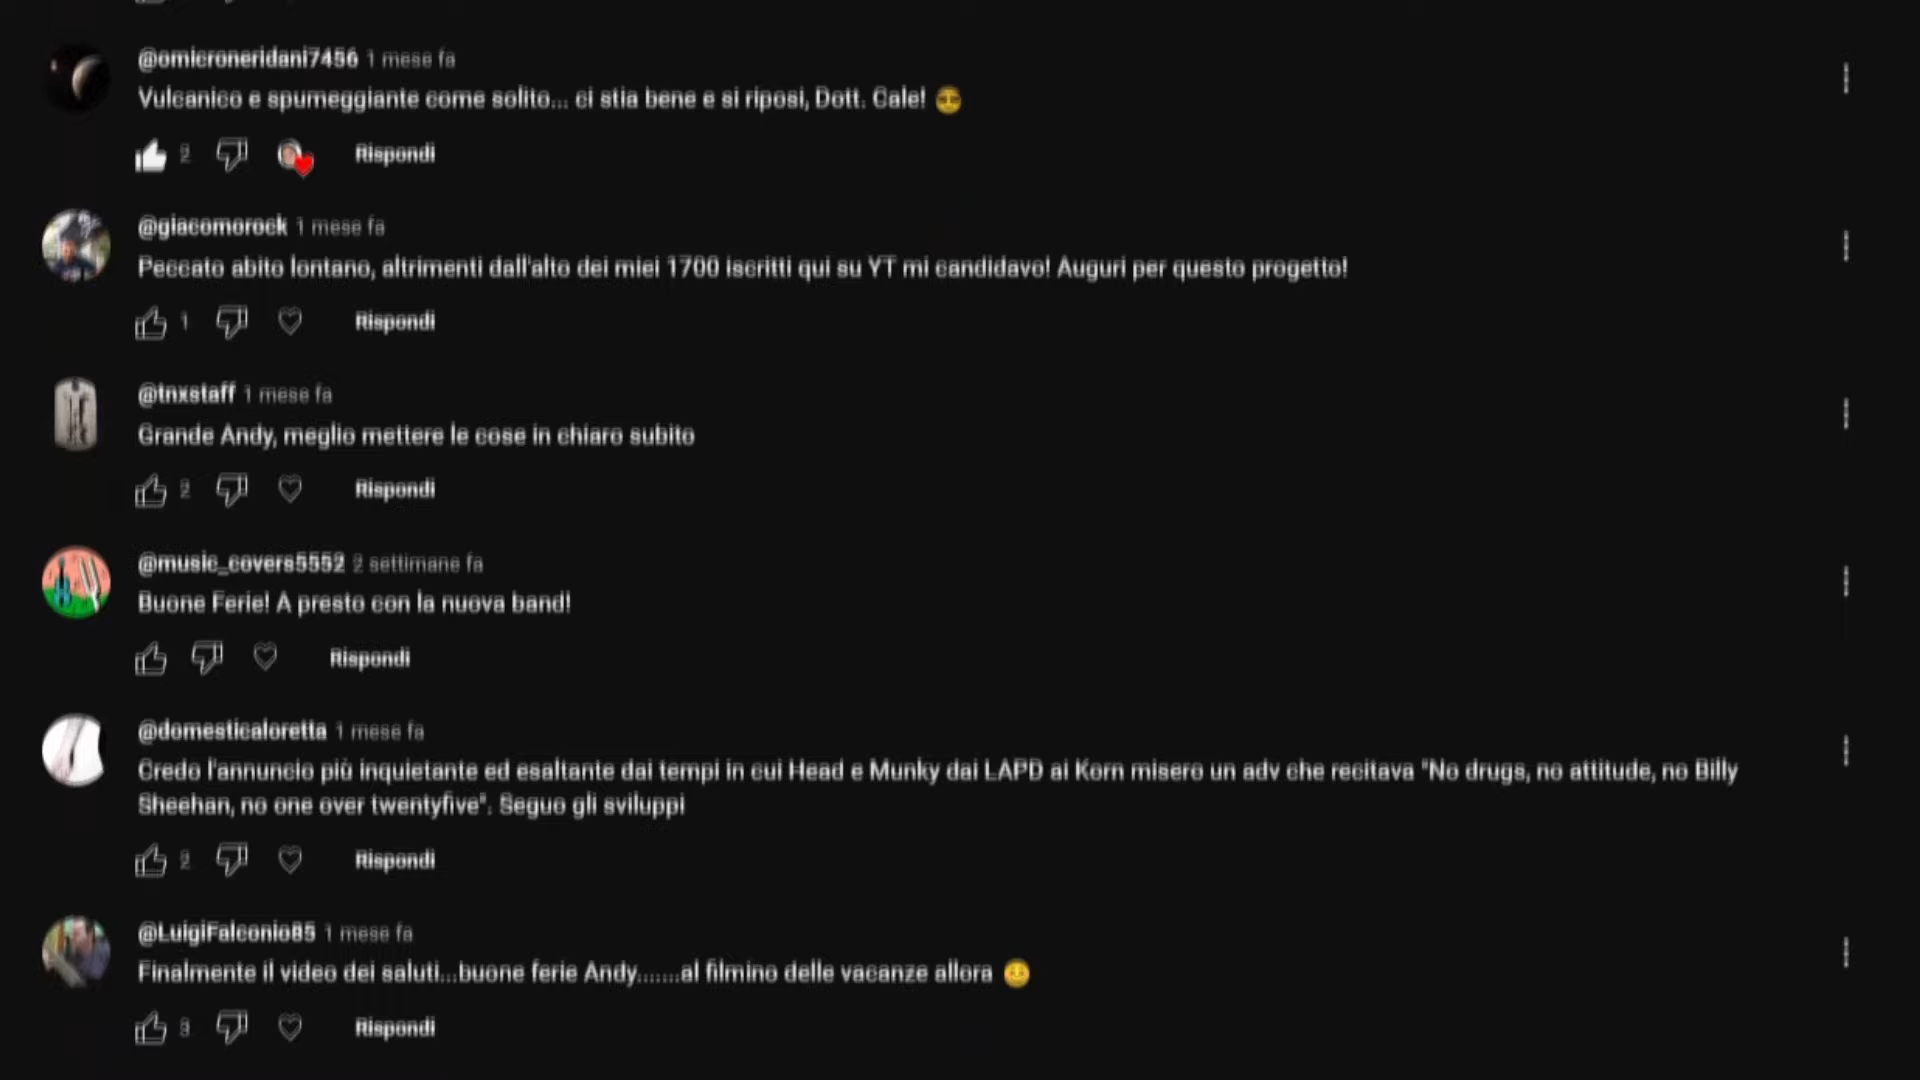 @omicroneridani7456 1 mese fa
Vulcanico e spumeggiante come solito... ci stia bene e si riposi, Dott. Cale! 😎
2 Rispondi
@giacomorock 1 mese fa
Peccato abito lontano, altrimenti dall'alto dei miei 1700 iscritti qui su YT mi candidavo! Auguri per questo progetto!
1 Rispondi
@tnxstaff 1 mese fa
Grande Andy, meglio mettere le cose in chiaro subito
2 Rispondi
@music_covers5552 2 settimane fa
Buone Ferie! A presto con la nuova band!
Rispondi
@domesticaloretta 1 mese fa
Credo l'annuncio più inquietante ed esaltante dai tempi in cui Head e Munky dai LAPD ai Korn misero un adv che recitava "No drugs, no attitude, no Billy
Sheehan, no one over twentyfive". Seguo gli sviluppi
2 Rispondi
@LuigiFalconio85 1 mese fa
Finalmente il video dei saluti...buone ferie Andy.......al filmino delle vacanze allora
3 Rispondi